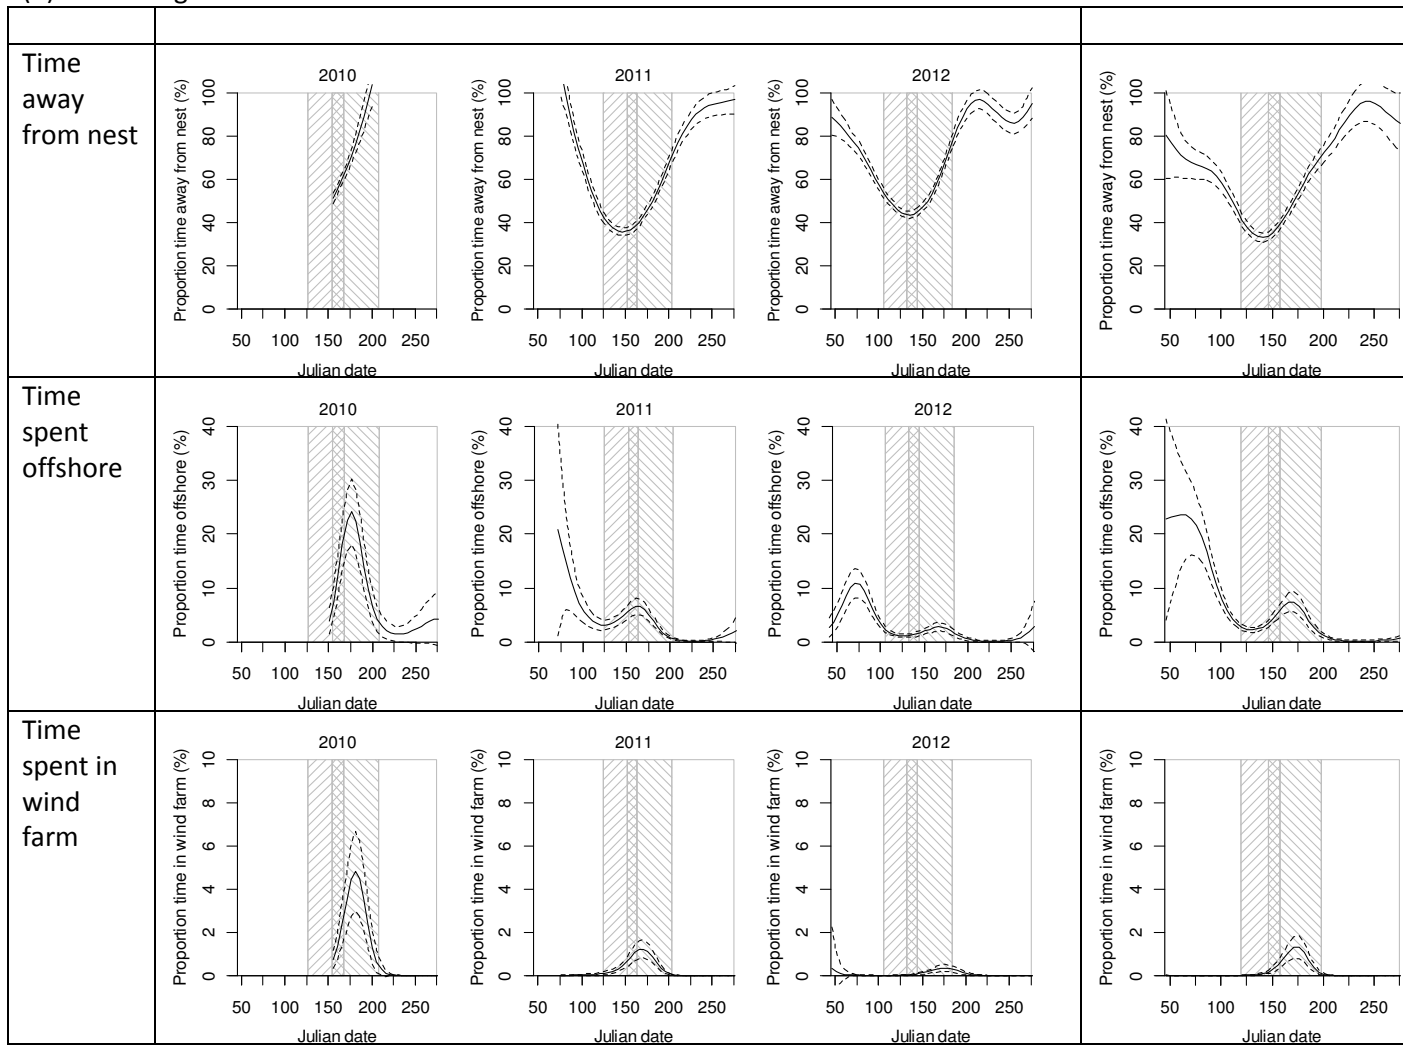 Time
away
from nest
2010
Proportion time away from nest (%)
0 20 40 60 80 100
50 100 150 200 250
Julian date
2011
Proportion time away from nest (%)
0 20 40 60 80 100
50 100 150 200 250
Julian date
2012
Proportion time away from nest (%)
0 20 40 60 80 100
50 100 150 200 250
Julian date
Proportion time away from nest (%)
0 20 40 60 80 100
50 100 150 200 250
Julian date
Time
spent
offshore
2010
Proportion time offshore (%)
0 10 20 30 40
50 100 150 200 250
Julian date
2011
Proportion time offshore (%)
0 10 20 30 40
50 100 150 200 250
Julian date
2012
Proportion time offshore (%)
0 10 20 30 40
50 100 150 200 250
Julian date
Proportion time offshore (%)
0 10 20 30 40
50 100 150 200 250
Julian date
Time
spent in
wind
farm
2010
Proportion time in wind farm (%)
0 2 4 6 8 10
50 100 150 200 250
Julian date
2011
Proportion time in wind farm (%)
0 2 4 6 8 10
50 100 150 200 250
Julian date
2012
Proportion time in wind farm (%)
0 2 4 6 8 10
50 100 150 200 250
Julian date
Proportion time in wind farm (%)
0 2 4 6 8 10
50 100 150 200 250
Julian date